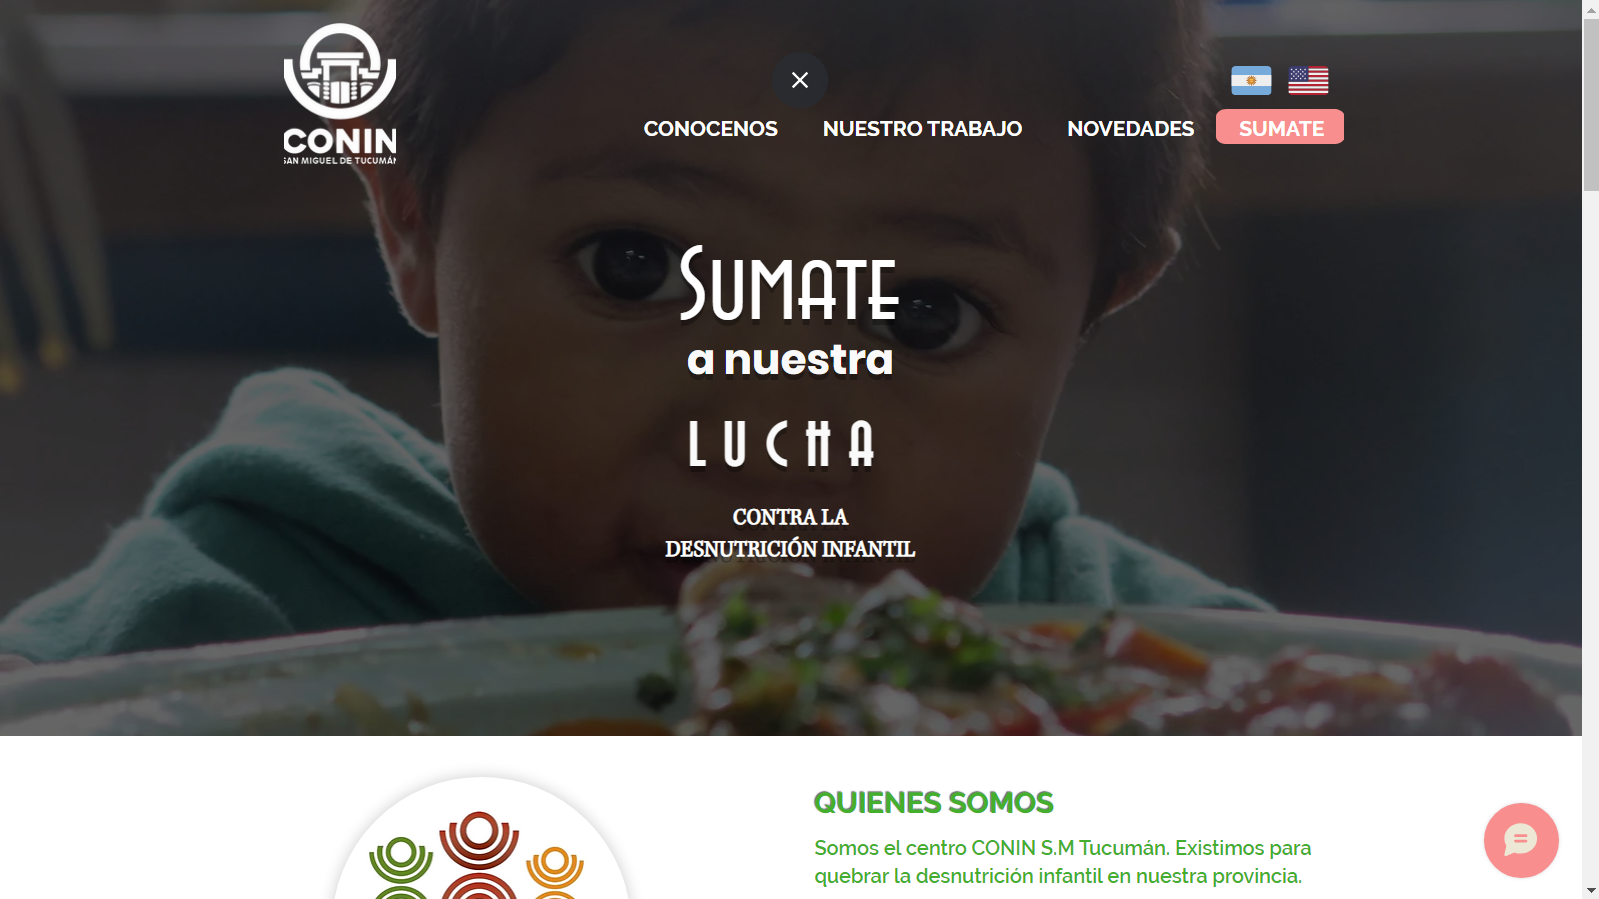 CONIN
SAN MIGUEL DE TUCUMÁN
CONOCENOS
NUESTRO TRABAJO
NOVEDADES
SUMATE
SUMATE
a nuestra
LUCHA
CONTRA LA
DESNUTRICIÓN INFANTIL
QUIENES SOMOS
Somos el centro CONIN S.M Tucumán. Existimos para
quebrar la desnutrición infantil en nuestra provincia.